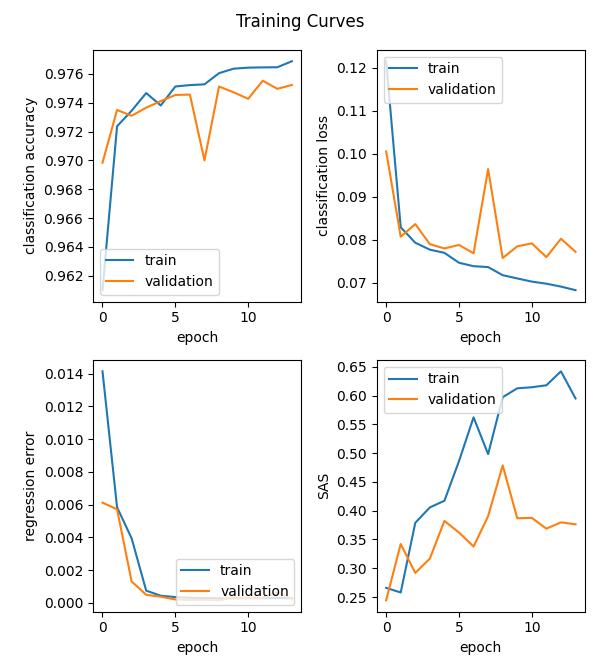 Training Curves
classification accuracy
0.976
0.974
0.972
0.970
0.968
0.966
0.964
0.962
train
validation
0 5 10
epoch
classification loss
0.12
0.11
0.10
0.09
0.08
0.07
train
validation
0 5 10
epoch
regression error
0.014
0.012
0.010
0.008
0.006
0.004
0.002
0.000
train
validation
0 5 10
epoch
SAS
0.65
0.60
0.55
0.50
0.45
0.40
0.35
0.30
0.25
train
validation
0 5 10
epoch